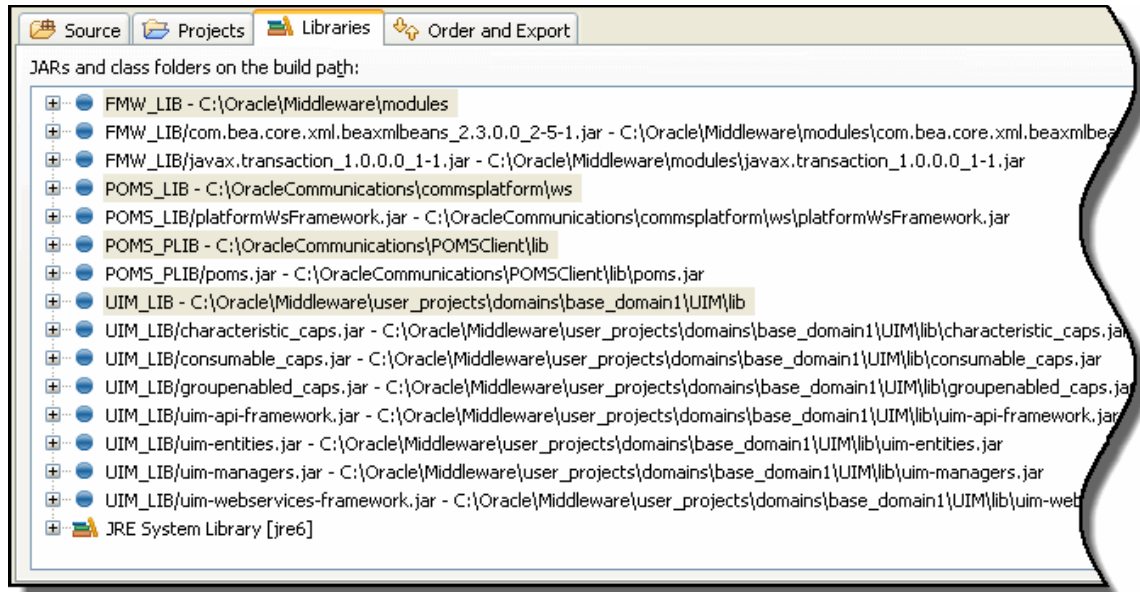 Source Projects Libraries Order and Export
JARs and class folders on the build path:
FMW_LIB - C:\Oracle\Middleware\modules
FMW_LIB/com.bea.core.xml.beaxmlbeans_2.3.0.0_2-5-1.jar - C:\Oracle\Middleware\modules\com.bea.core.xml.beaxmlbea
FMW_LIB/javax.transaction_1.0.0.0_1-1.jar - C:\Oracle\Middleware\modules\javax.transaction_1.0.0.0_1-1.jar
POMS_LIB - C:\OracleCommunications\commsplatform\ws
POMS_LIB/platformWsFramework.jar - C:\OracleCommunications\commsplatform\ws\platformWsFramework.jar
POMS_PLIB - C:\OracleCommunications\POMSClient\lib
POMS_PLIB/poms.jar - C:\OracleCommunications\POMSClient\lib\poms.jar
UIM_LIB - C:\Oracle\Middleware\user_projects\domains\base_domain1\UIM\lib
UIM_LIB/characteristic_caps.jar - C:\Oracle\Middleware\user_projects\domains\base_domain1\UIM\lib\characteristic_caps.jar
UIM_LIB/consumable_caps.jar - C:\Oracle\Middleware\user_projects\domains\base_domain1\UIM\lib\consumable_caps.jar
UIM_LIB/groupenabled_caps.jar - C:\Oracle\Middleware\user_projects\domains\base_domain1\UIM\lib\groupenabled_caps.jar
UIM_LIB/uim-api-framework.jar - C:\Oracle\Middleware\user_projects\domains\base_domain1\UIM\lib\uim-api-framework.jar
UIM_LIB/uim-entities.jar - C:\Oracle\Middleware\user_projects\domains\base_domain1\UIM\lib\uim-entities.jar
UIM_LIB/uim-managers.jar - C:\Oracle\Middleware\user_projects\domains\base_domain1\UIM\lib\uim-managers.jar
UIM_LIB/uim-webservices-framework.jar - C:\Oracle\Middleware\user_projects\domains\base_domain1\UIM\lib\uim-web
JRE System Library [jre6]